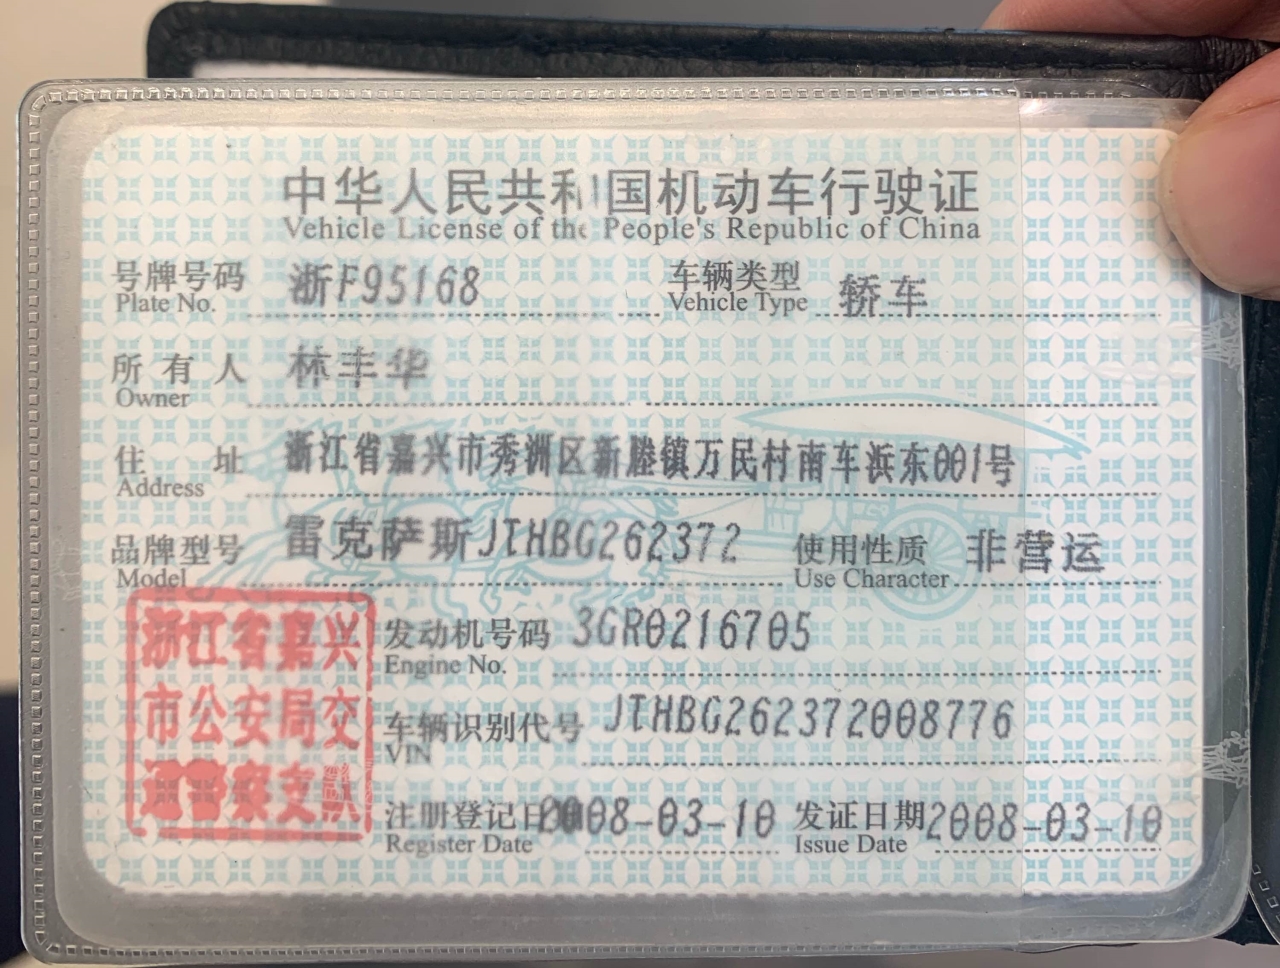 中华人民共和国机动车行驶证
Vehicle License of the People's Republic of China
号牌号码 浙F95168 车辆类型 轿车
Plate No. Vehicle Type
所有人 林丰华
Owner
住址 浙江省嘉兴市秀洲区新塍镇万民村南车浜东001号
Address
品牌型号 雷克萨斯JTHBG262372 使用性质 非营运
Model Use Character
浙江省嘉兴
市公安局交
通警察支队
发动机号码 3GR0216705
Engine No.
车辆识别代号 JTHBG262372008776
VIN
注册登记日 2008-03-10 发证日期 2008-03-10
Register Date Issue Date